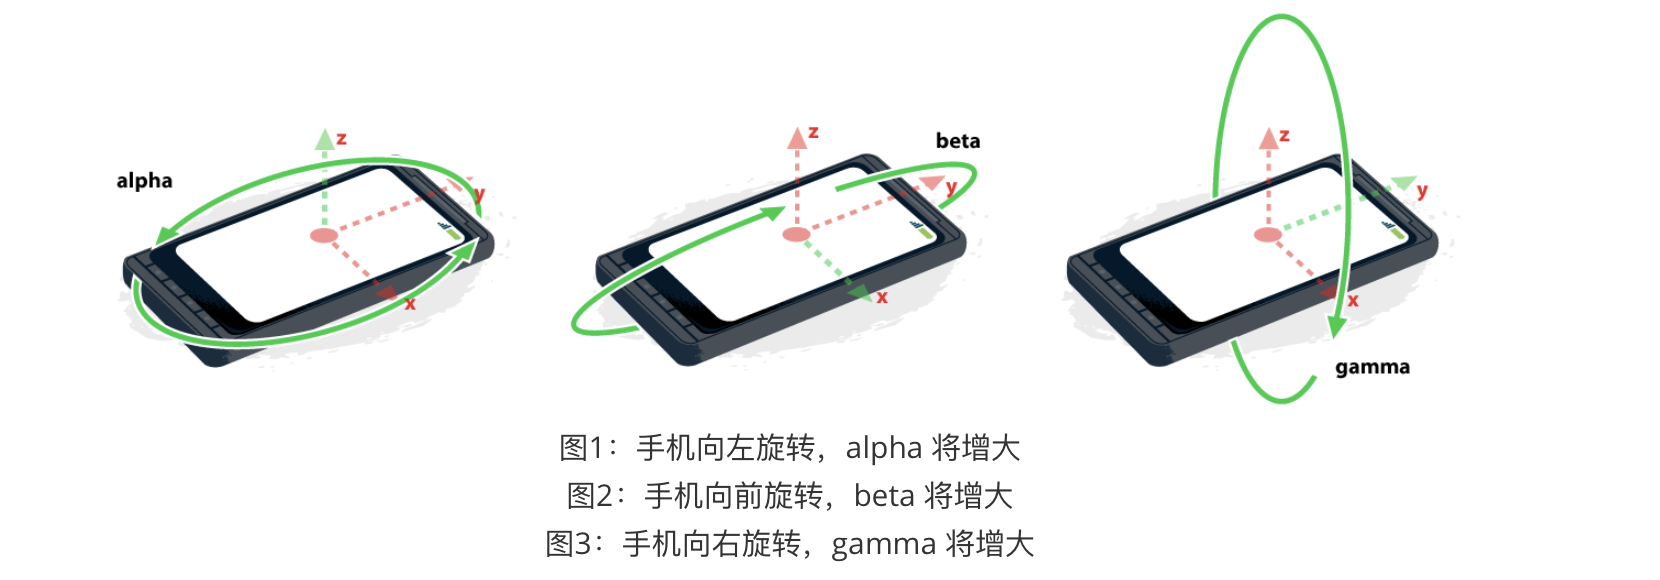 z
y
x
alpha
z
y
x
beta
z
y
x
gamma
图1：手机向左旋转，alpha 将增大
图2：手机向前旋转，beta 将增大
图3：手机向右旋转，gamma 将增大